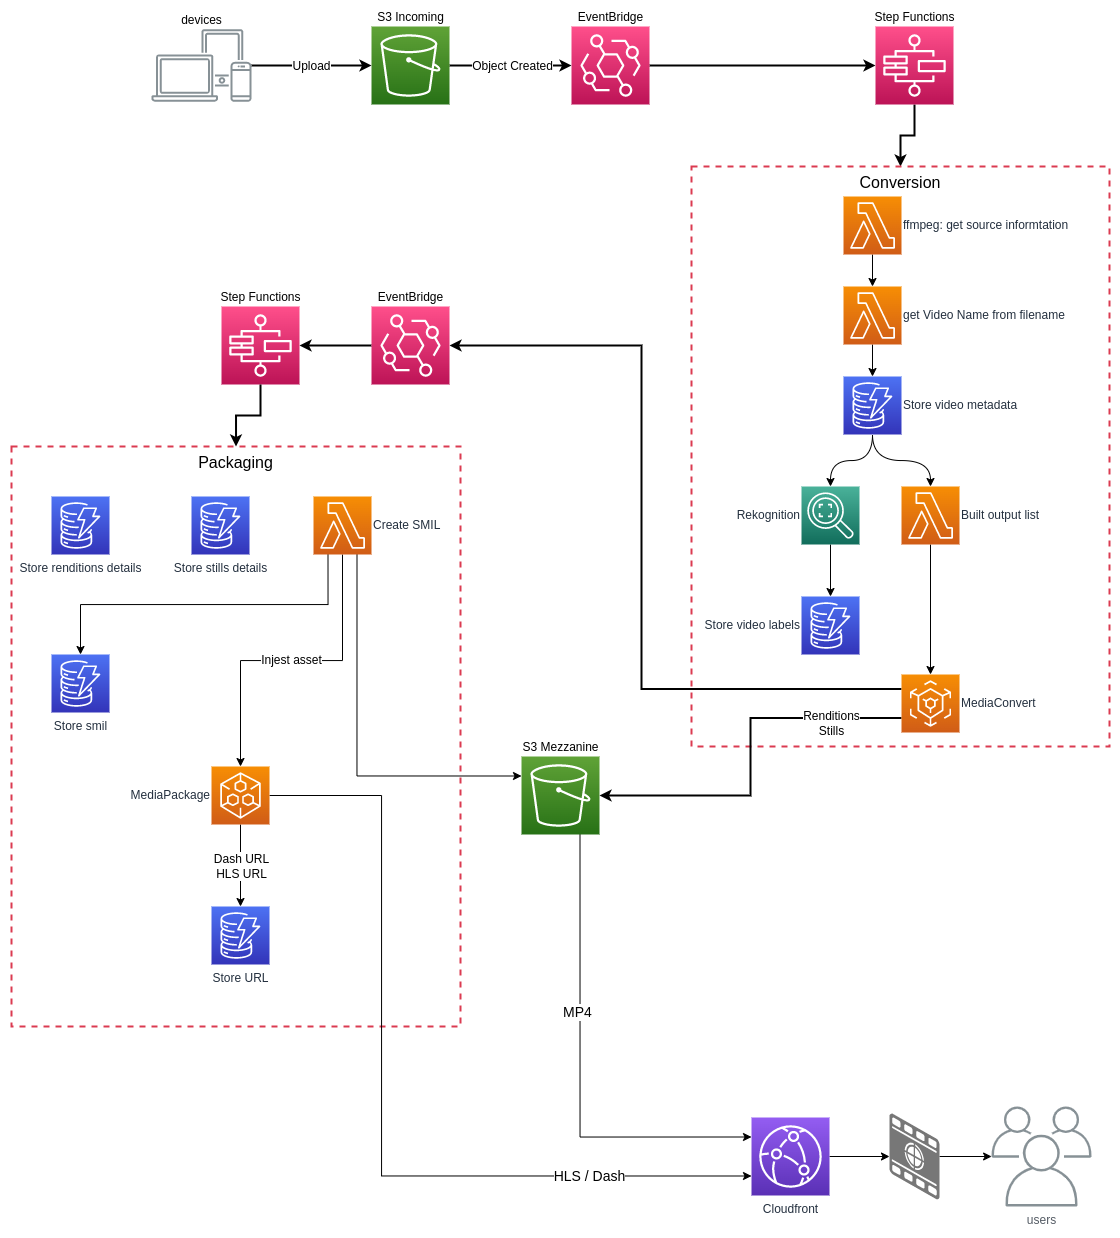 devices
S3 Incoming
EventBridge
Step Functions
Upload
Object Created
Conversion
ffmpeg: get source informtation
get Video Name from filename
Store video metadata
Rekognition
Built output list
Store video labels
MediaConvert
Renditions
Stills
Step Functions
EventBridge
Packaging
Create SMIL
Store renditions details
Store stills details
Injest asset
Store smil
S3 Mezzanine
MediaPackage
Dash URL
HLS URL
Store URL
MP4
HLS / Dash
Cloudfront
users